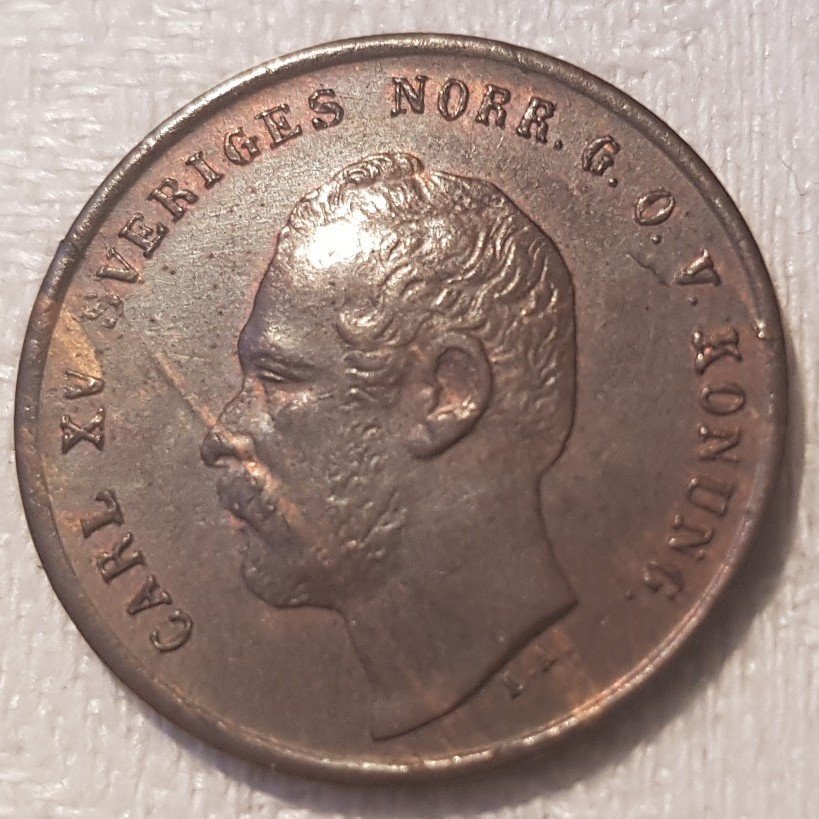 CARL XV SVERIGES NORR. G. O. V. KONUNG.
L.A.